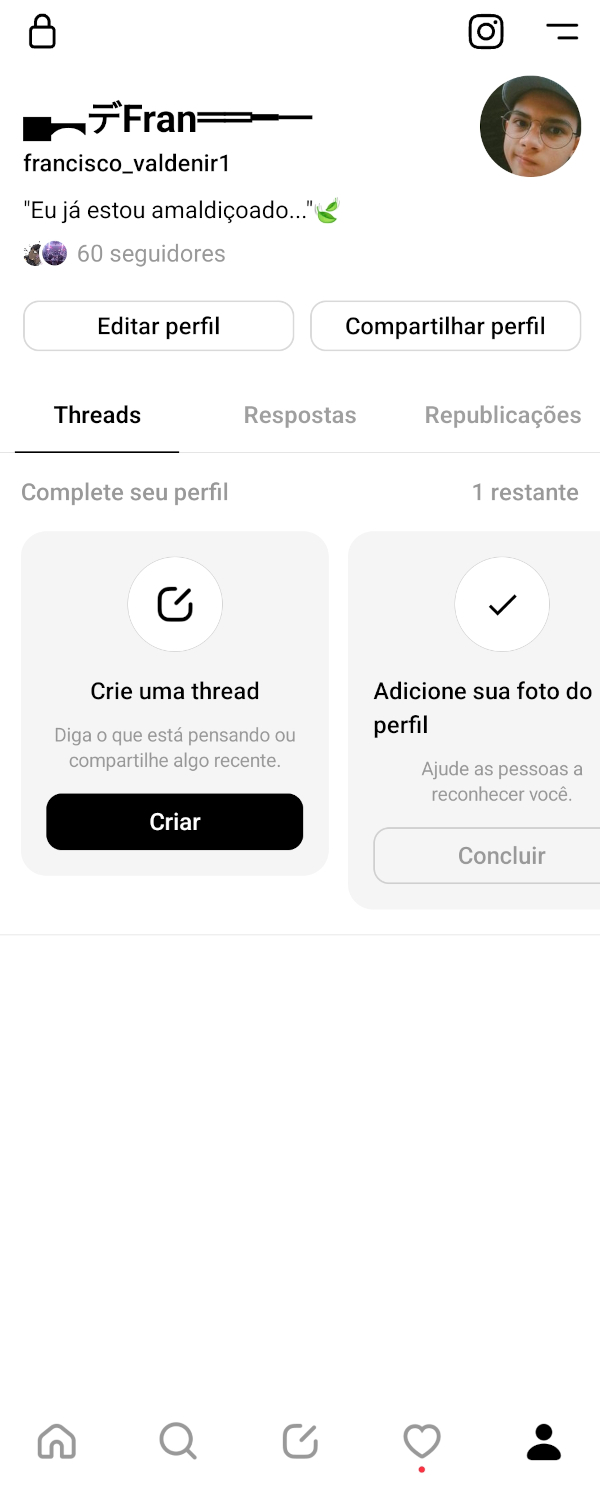 ▄︻デFran══━一
francisco_valdenir1
"Eu já estou amaldiçoado..."🍃
60 seguidores
Editar perfil
Compartilhar perfil
Threads
Respostas
Republicações
Complete seu perfil
1 restante
Crie uma thread
Diga o que está pensando ou
compartilhe algo recente.
Criar
Adicione sua foto do
perfil
Ajude as pessoas a
reconhecer você.
Concluir